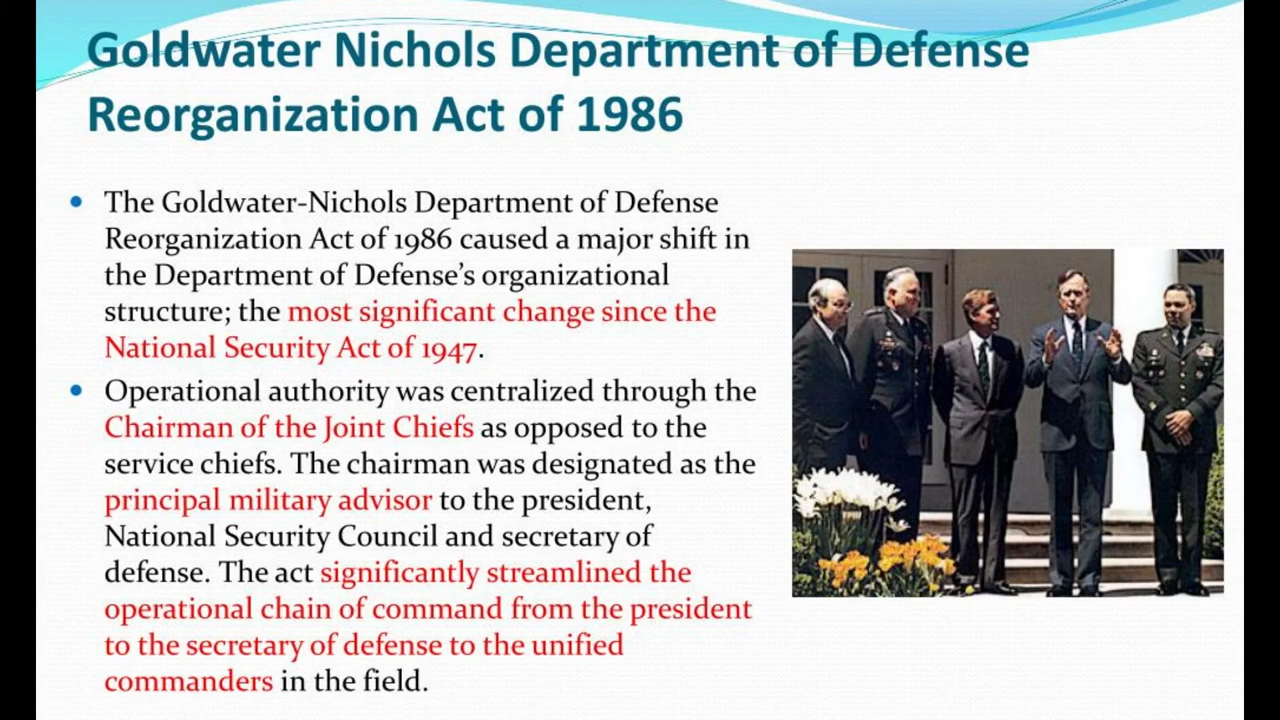 Goldwater Nichols Department of Defense
Reorganization Act of 1986
• The Goldwater-Nichols Department of Defense
Reorganization Act of 1986 caused a major shift in
the Department of Defense’s organizational
structure; the most significant change since the
National Security Act of 1947.
• Operational authority was centralized through the
Chairman of the Joint Chiefs as opposed to the
service chiefs. The chairman was designated as the
principal military advisor to the president,
National Security Council and secretary of
defense. The act significantly streamlined the
operational chain of command from the president
to the secretary of defense to the unified
commanders in the field.